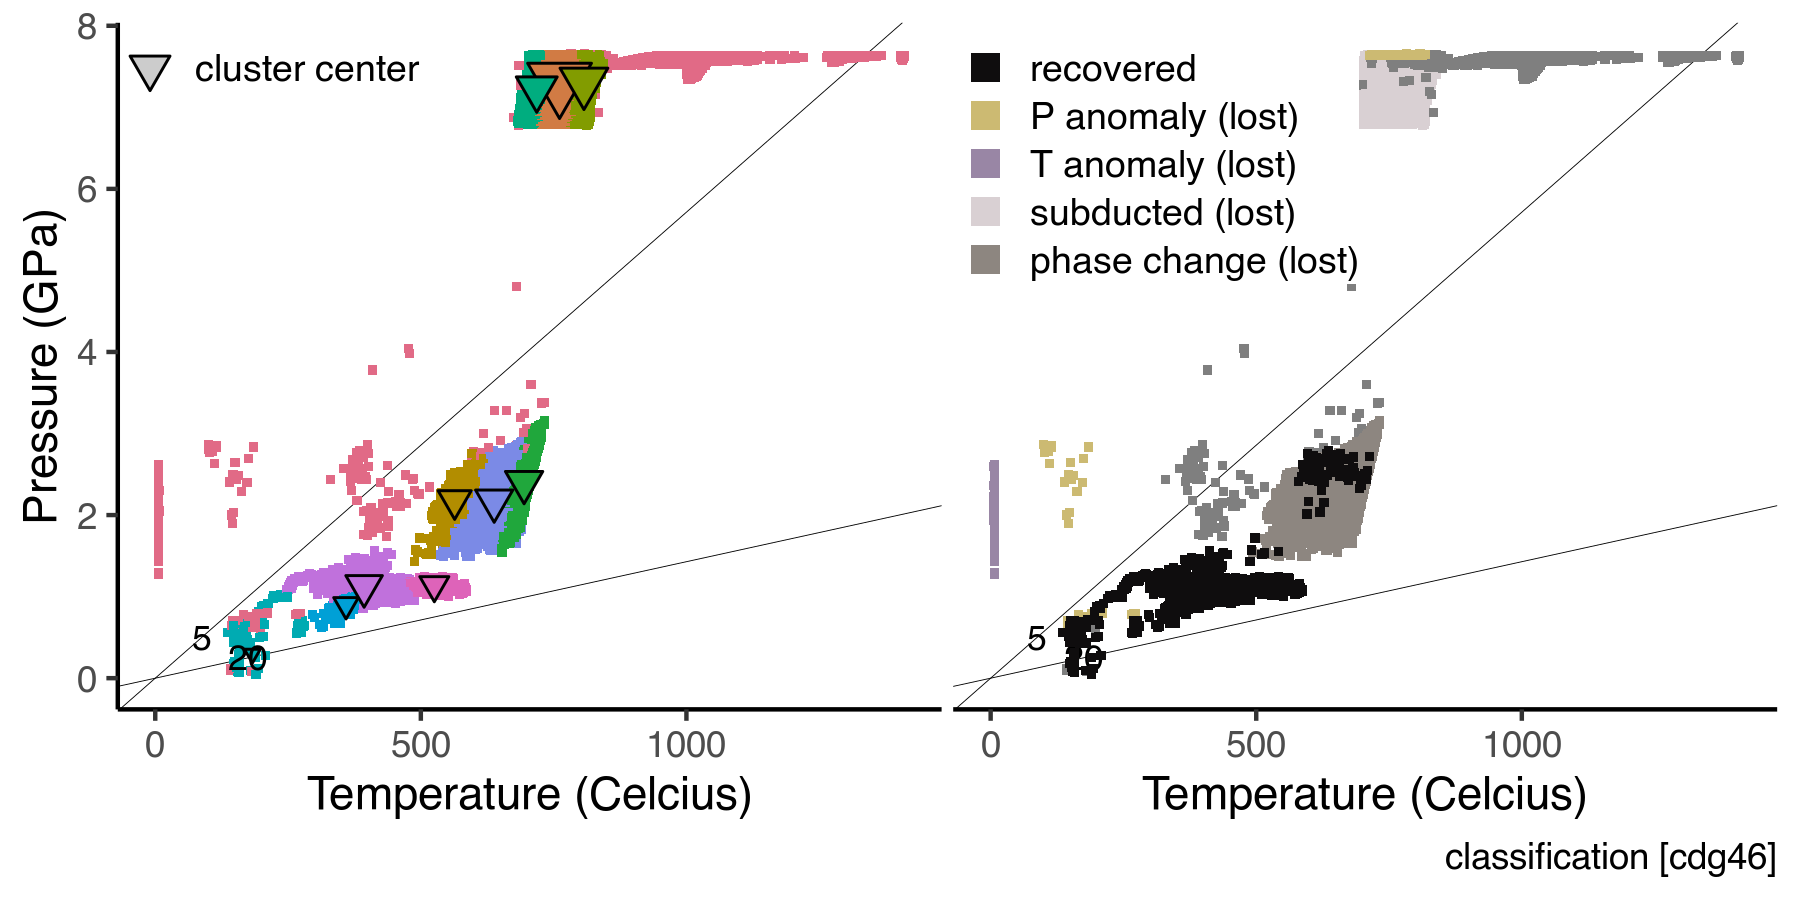 8
6
4
2
0
Pressure (GPa)
cluster center
5
20
0
500
1000
Temperature (Celcius)
recovered
P anomaly (lost)
T anomaly (lost)
subducted (lost)
phase change (lost)
5
20
0
500
1000
Temperature (Celcius)
classification [cdg46]